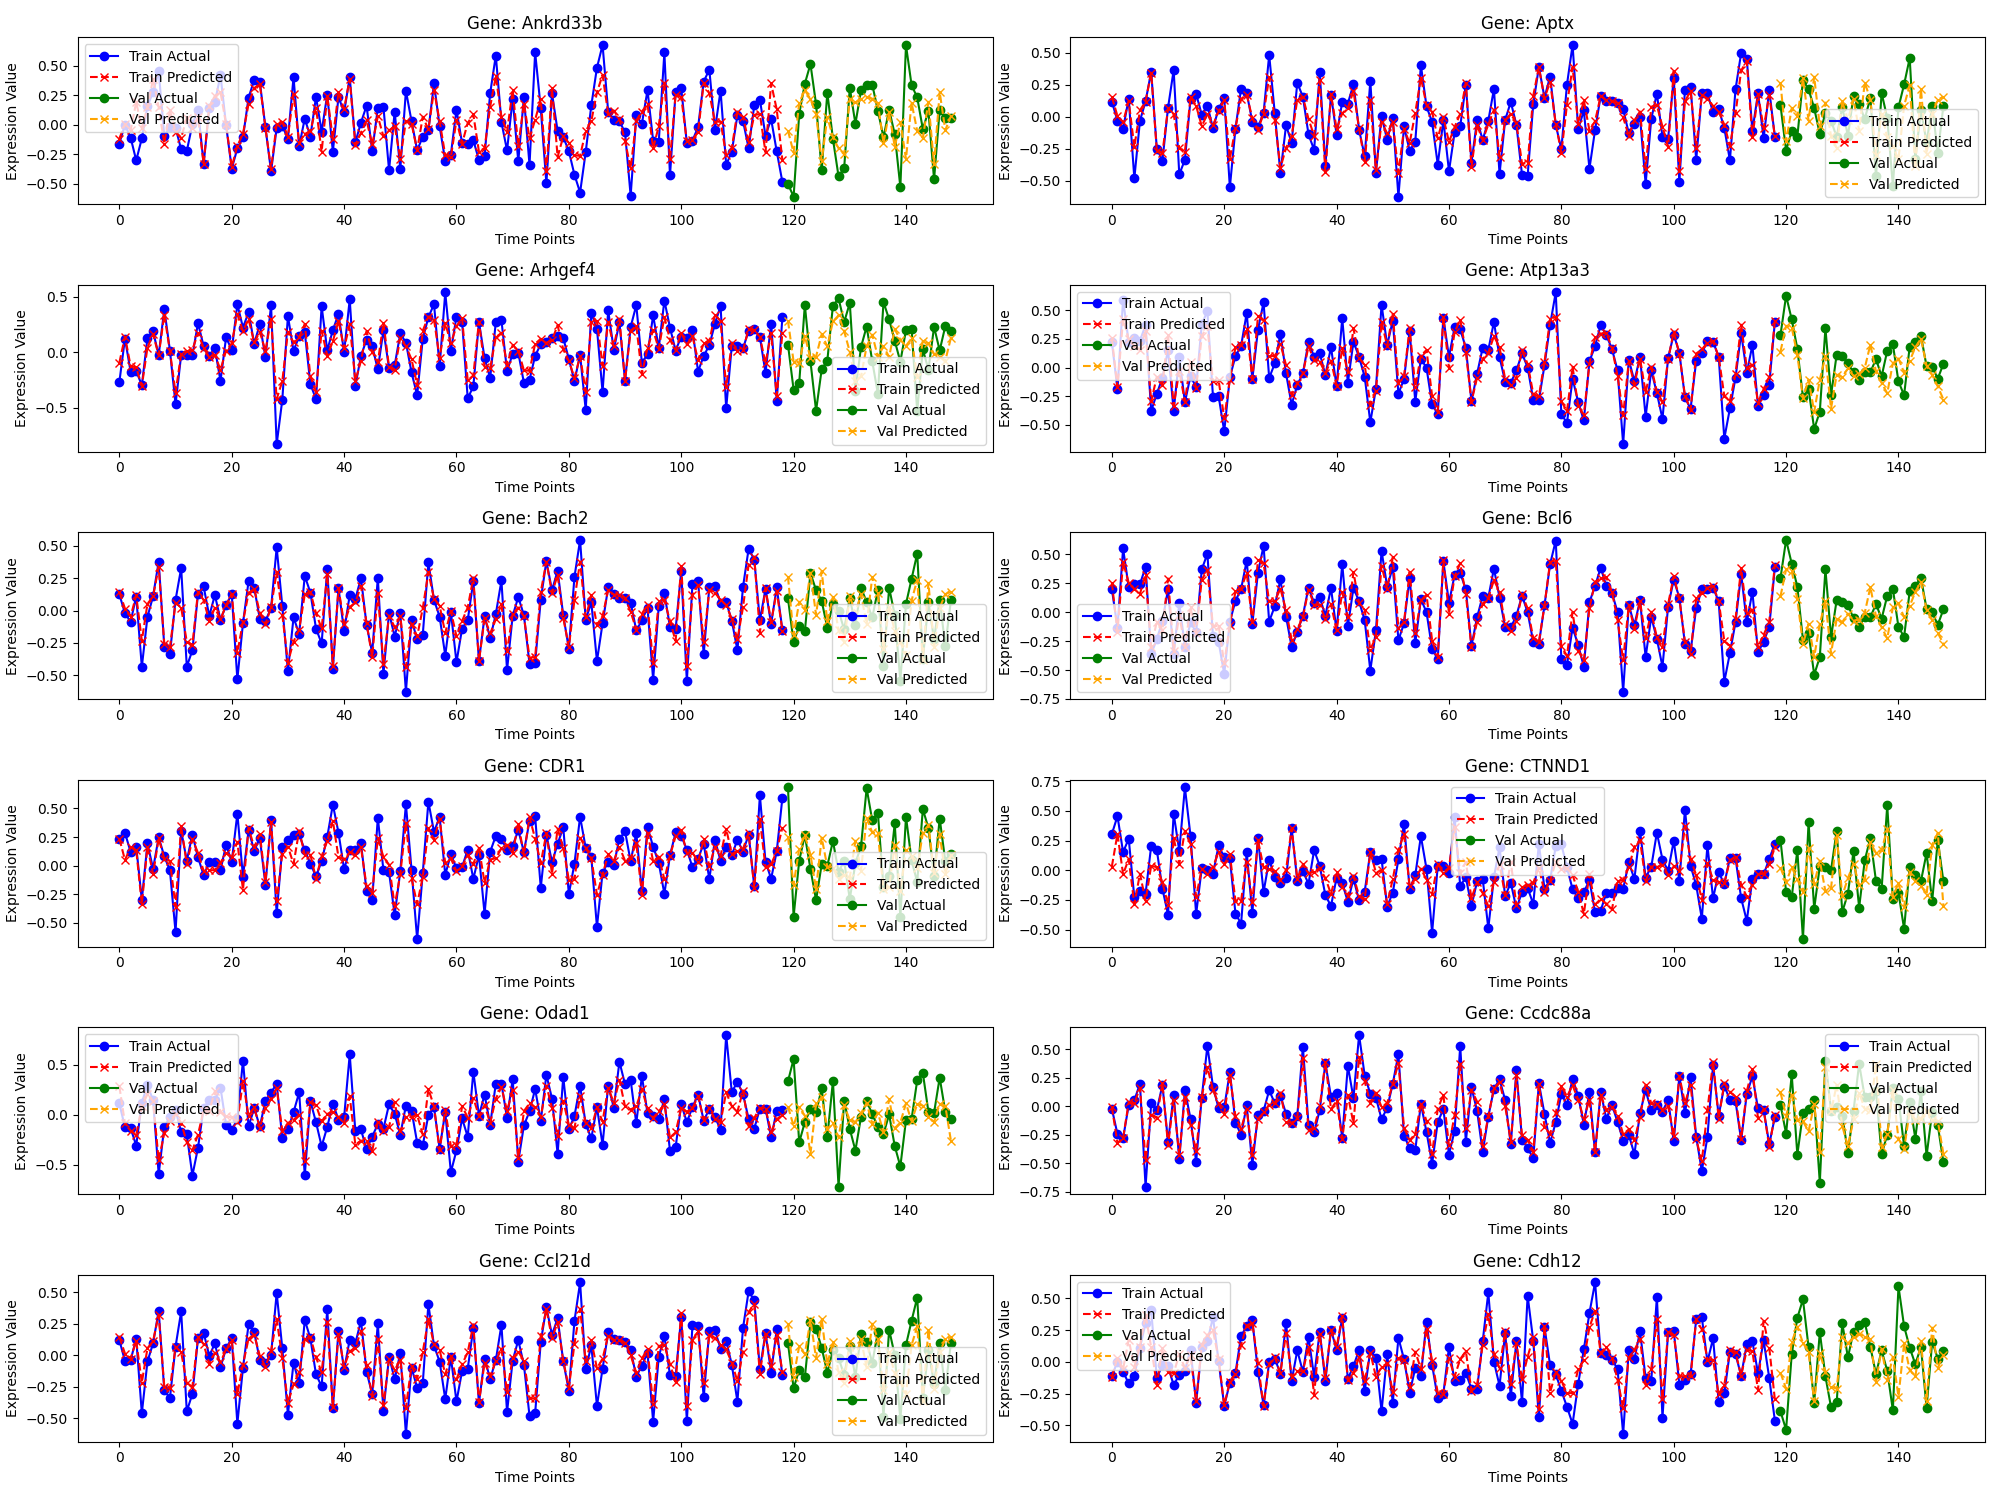 Gene: Ankrd33b
Expression Value
0.50
0.25
0.00
−0.25
−0.50
Train Actual
Train Predicted
Val Actual
Val Predicted
0 20 40 60 80 100 120 140
Time Points
Gene: Aptx
Expression Value
0.50
0.25
0.00
−0.25
−0.50
Train Actual
Train Predicted
Val Actual
Val Predicted
0 20 40 60 80 100 120 140
Time Points
Gene: Arhgef4
Expression Value
0.5
0.0
−0.5
Train Actual
Train Predicted
Val Actual
Val Predicted
0 20 40 60 80 100 120 140
Time Points
Gene: Atp13a3
Expression Value
0.50
0.25
0.00
−0.25
−0.50
Train Actual
Train Predicted
Val Actual
Val Predicted
0 20 40 60 80 100 120 140
Time Points
Gene: Bach2
Expression Value
0.50
0.25
0.00
−0.25
−0.50
Train Actual
Train Predicted
Val Actual
Val Predicted
0 20 40 60 80 100 120 140
Time Points
Gene: Bcl6
Expression Value
0.50
0.25
0.00
−0.25
−0.50
−0.75
Train Actual
Train Predicted
Val Actual
Val Predicted
0 20 40 60 80 100 120 140
Time Points
Gene: CDR1
Expression Value
0.50
0.25
0.00
−0.25
−0.50
Train Actual
Train Predicted
Val Actual
Val Predicted
0 20 40 60 80 100 120 140
Time Points
Gene: CTNND1
Expression Value
0.75
0.50
0.25
0.00
−0.25
−0.50
Train Actual
Train Predicted
Val Actual
Val Predicted
0 20 40 60 80 100 120 140
Time Points
Gene: Odad1
Expression Value
0.5
0.0
−0.5
Train Actual
Train Predicted
Val Actual
Val Predicted
0 20 40 60 80 100 120 140
Time Points
Gene: Ccdc88a
Expression Value
0.50
0.25
0.00
−0.25
−0.50
−0.75
Train Actual
Train Predicted
Val Actual
Val Predicted
0 20 40 60 80 100 120 140
Time Points
Gene: Ccl21d
Expression Value
0.50
0.25
0.00
−0.25
−0.50
Train Actual
Train Predicted
Val Actual
Val Predicted
0 20 40 60 80 100 120 140
Time Points
Gene: Cdh12
Expression Value
0.50
0.25
0.00
−0.25
−0.50
Train Actual
Train Predicted
Val Actual
Val Predicted
0 20 40 60 80 100 120 140
Time Points